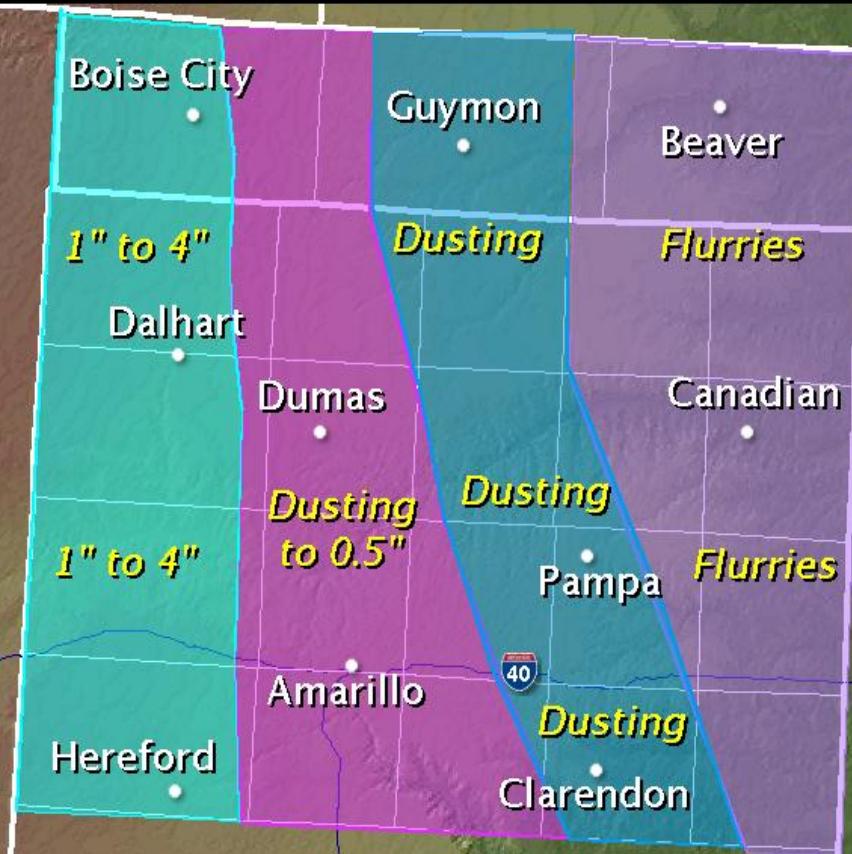 Boise City
Guymon
Beaver
1" to 4"
Dusting
Flurries
Dalhart
Dumas
Canadian
Dusting
Dusting
to 0.5"
1" to 4"
Pampa
Flurries
INTERSTATE
40
Amarillo
Dusting
Hereford
Clarendon